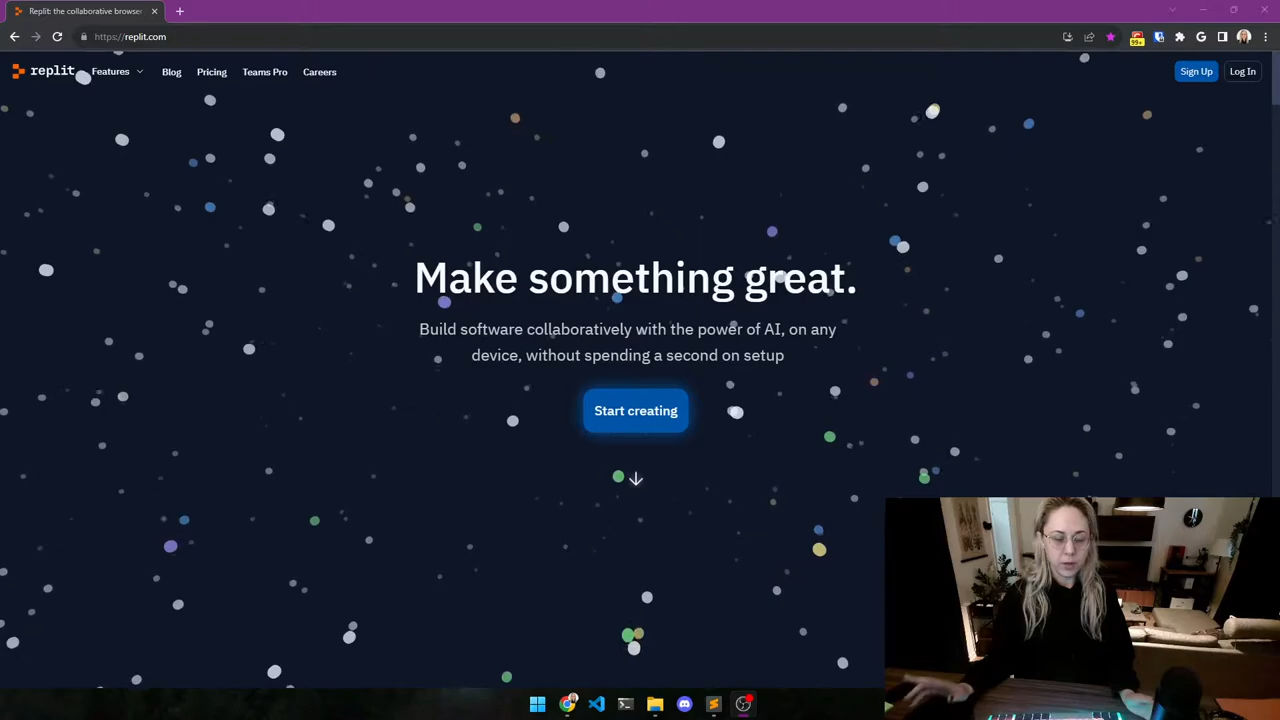 Replit: the collaborative browse
https://replit.com
99+
replit
Features
Blog
Pricing
Teams Pro
Careers
Sign Up
Log In
Make something great.
Build software collaboratively with the power of AI, on any
device, without spending a second on setup
Start creating